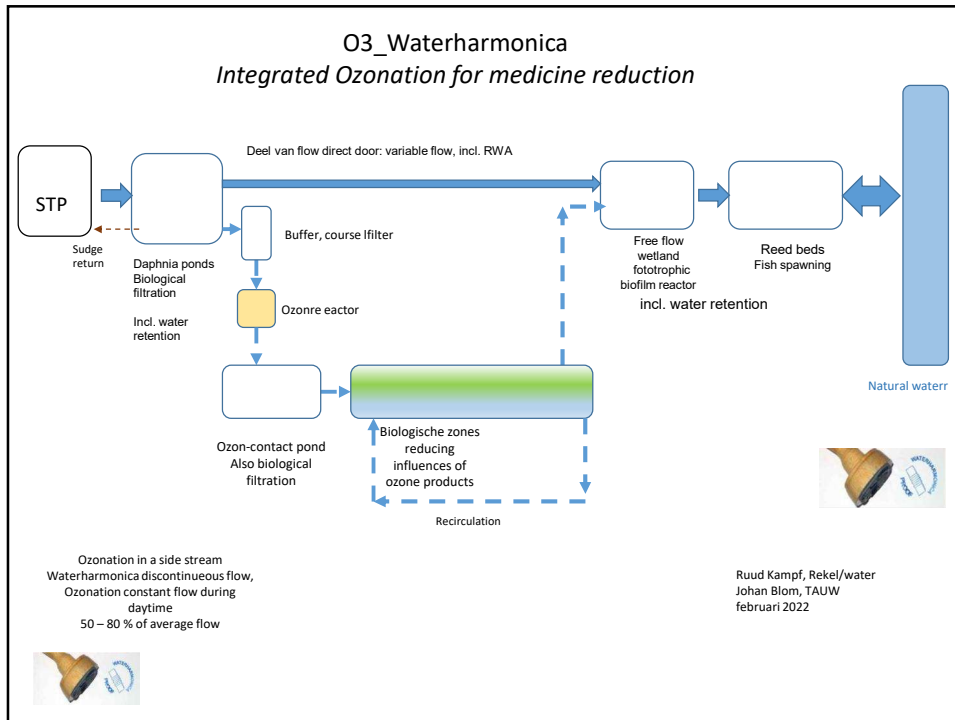 O3_Waterharmonica
Integrated Ozonation for medicine reduction
Deel van flow direct door: variable flow, incl. RWA
STP
Sudge
return
Daphnia ponds
Biological
filtration
Incl. water
retention
Buffer, course lfilter
Ozonre eactor
Free flow
wetland
fototrophic
biofilm reactor
incl. water retention
Reed beds
Fish spawning
Natural waterr
Ozon-contact pond
Also biological
filtration
Biologische zones
reducing
influences of
ozone products
Recirculation
WATERHARMONICA
PROOF
Ozonation in a side stream
Waterharmonica discontineous flow,
Ozonation constant flow during
daytime
50 – 80 % of average flow
Ruud Kampf, Rekel/water
Johan Blom, TAUW
februari 2022